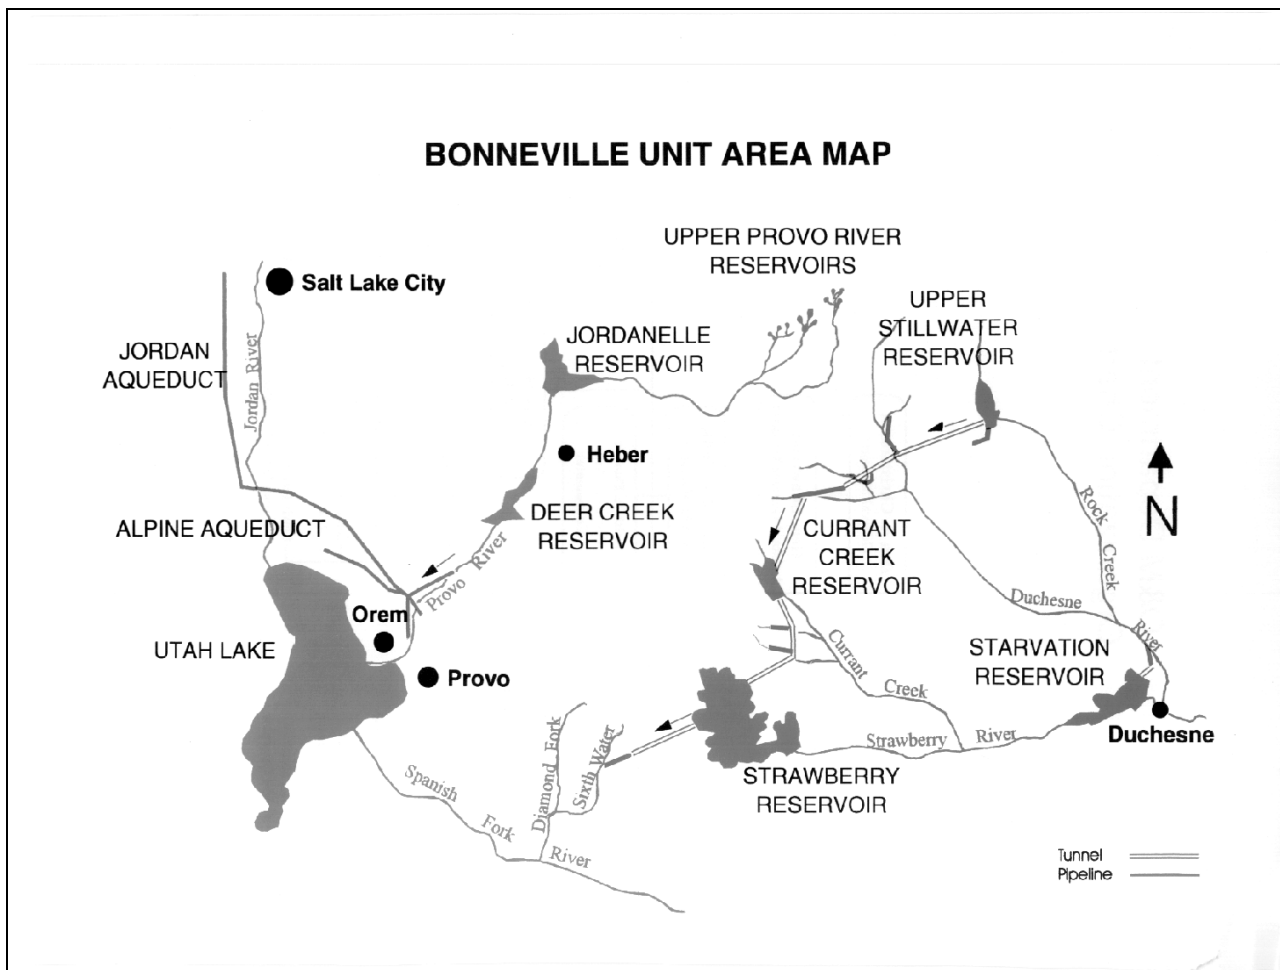 BONNEVILLE UNIT AREA MAP
UPPER PROVO RIVER
RESERVOIRS
Salt Lake City
UPPER
STILLWATER
RESERVOIR
JORDANELLE
RESERVOIR
JORDAN
AQUEDUCT
Jordan River
Heber
N
Rock
Creek
DEER CREEK
RESERVOIR
ALPINE AQUEDUCT
CURRANT
CREEK
RESERVOIR
Provo River
Duchesne
River
Orem
UTAH LAKE
STARVATION
RESERVOIR
Provo
Currant
Creek
Duchesne
Strawberry
River
Diamond Fork
Sixth Water
STRAWBERRY
RESERVOIR
Spanish
Fork
River
Tunnel
Pipeline